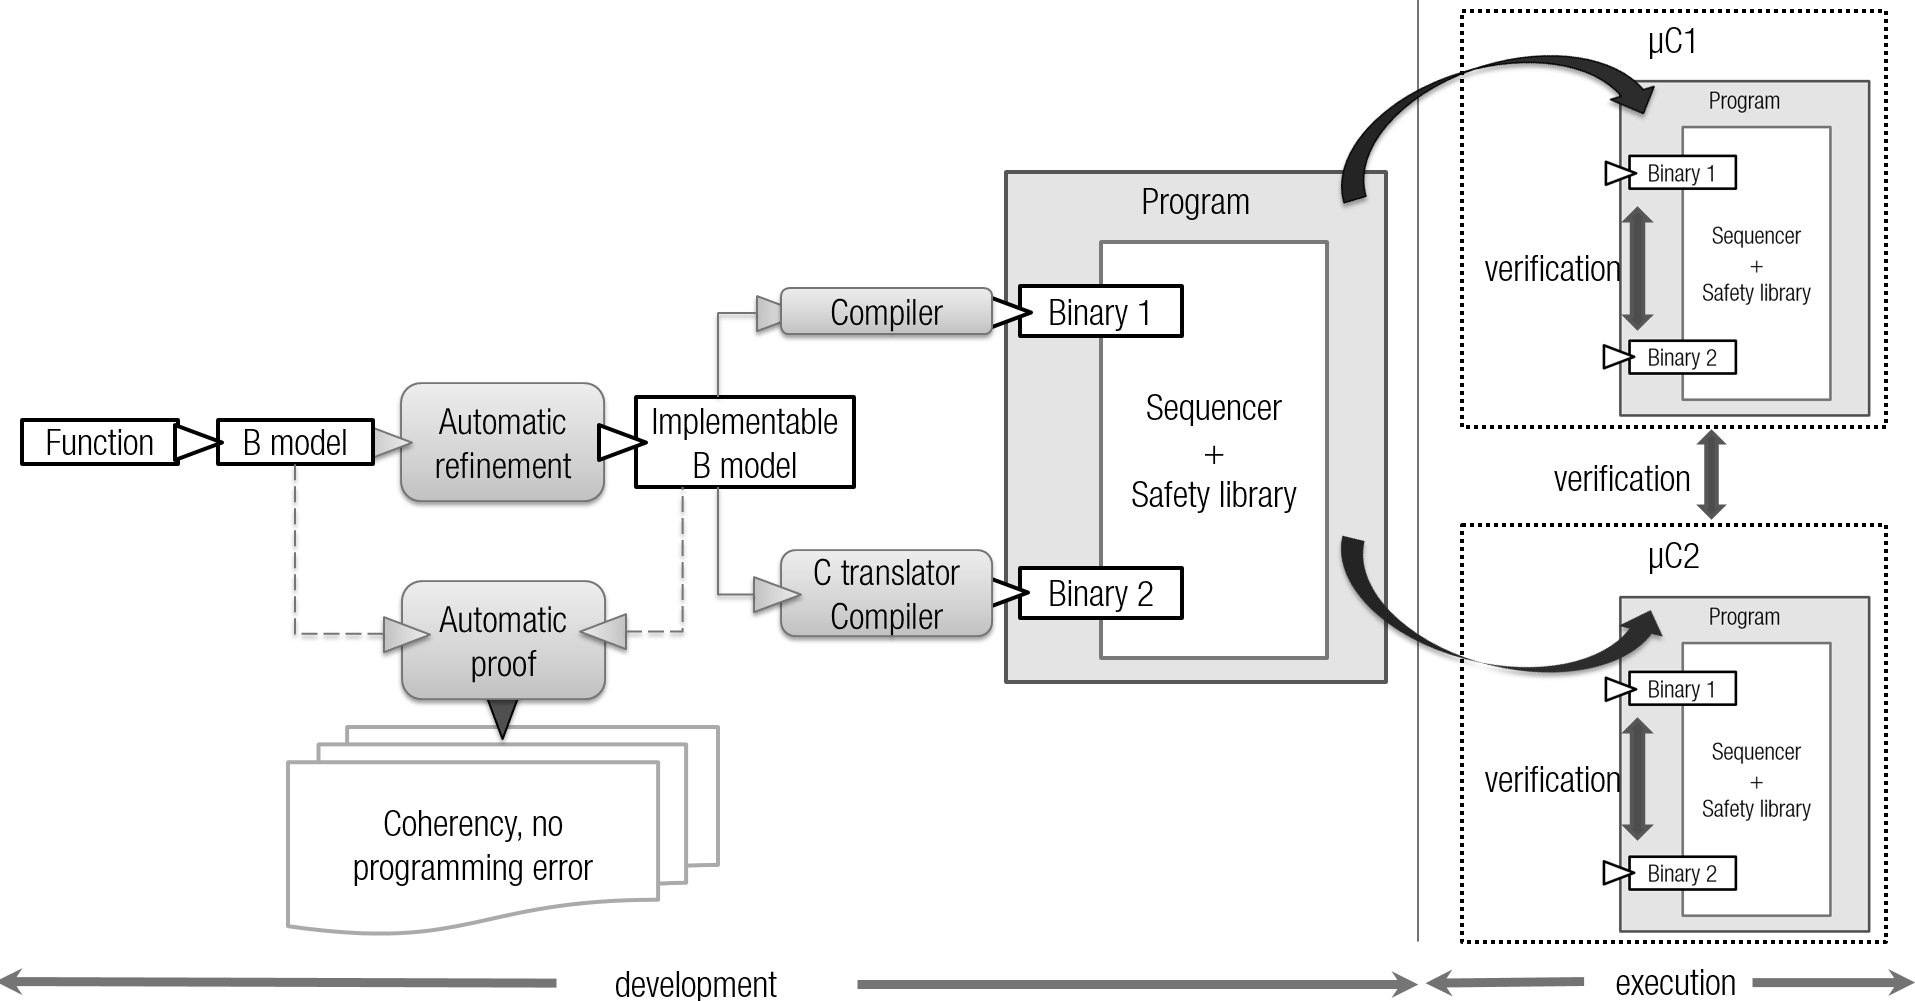 Function
B model
Automatic
refinement
Implementable
B model
Automatic
proof
Coherency, no
programming error
Compiler
C translator
Compiler
Program
Binary 1
Sequencer
+
Safety library
Binary 2
µC1
Program
Binary 1
verification
Sequencer
+
Safety library
Binary 2
verification
µC2
Program
Binary 1
verification
Sequencer
+
Safety library
Binary 2
development
execution